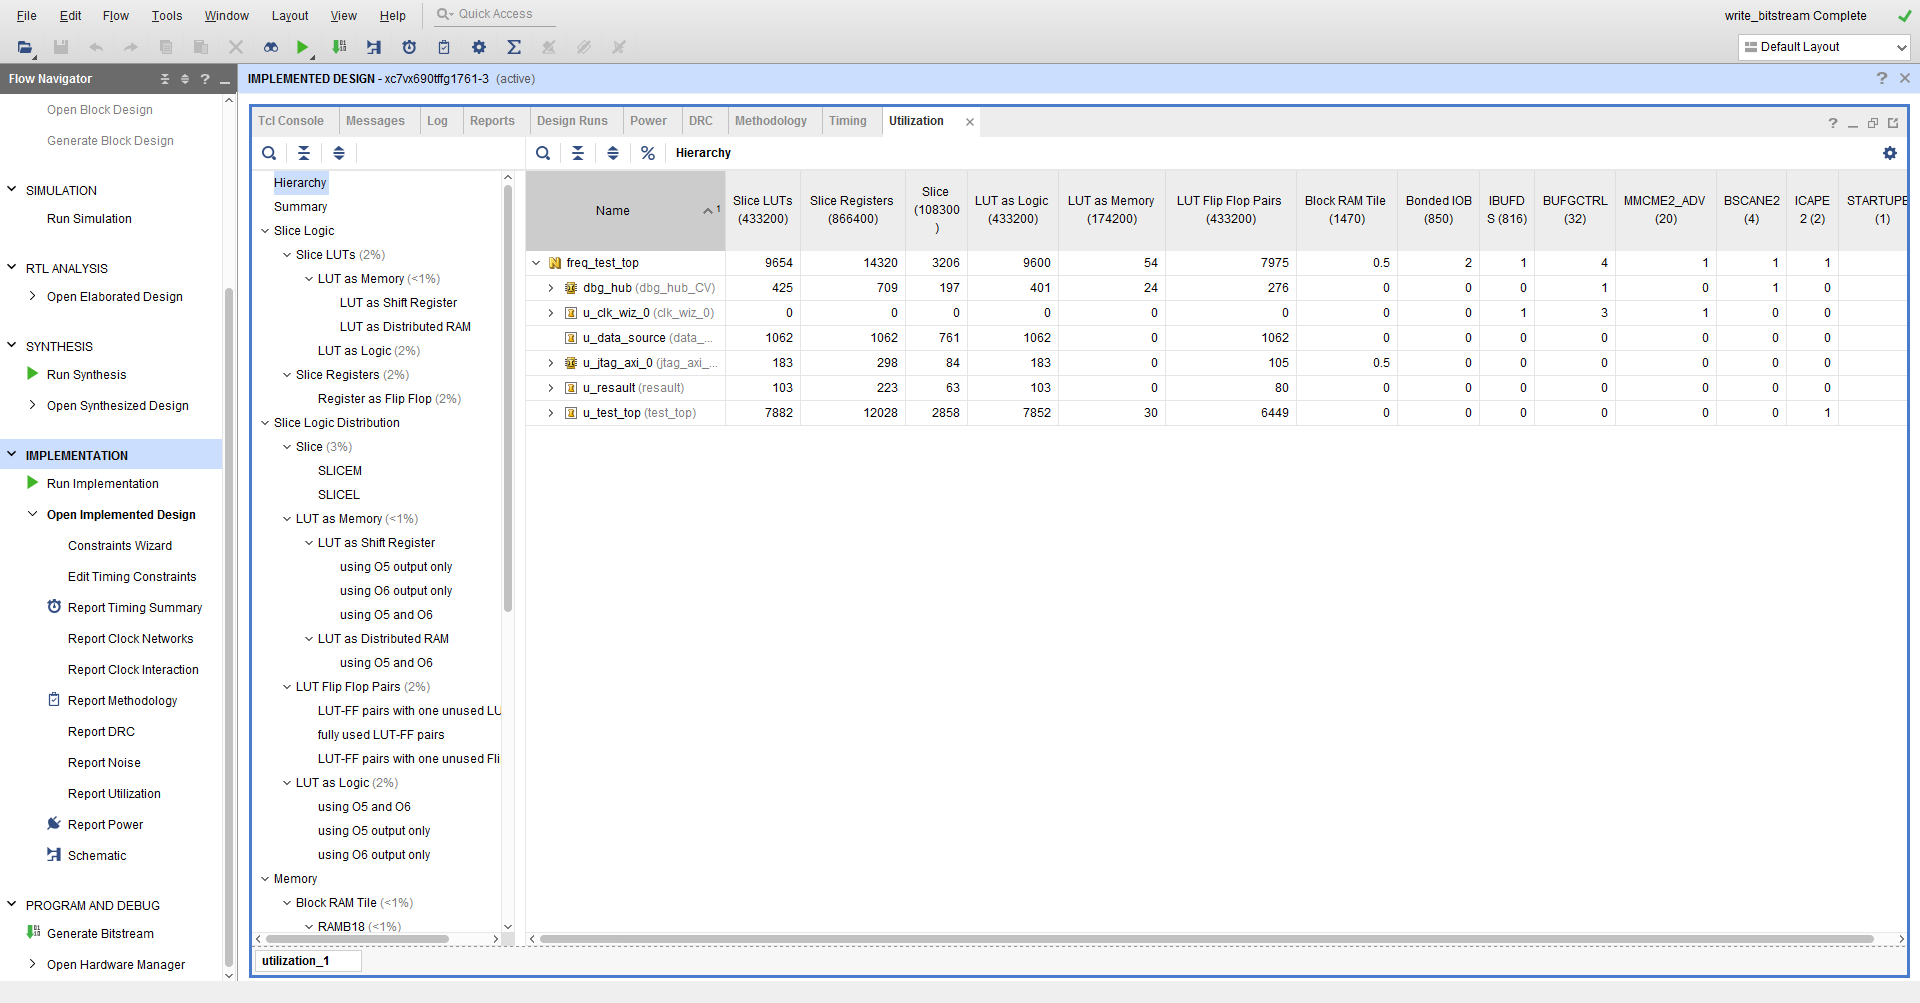 File Edit Flow Tools Window Layout View Help Quick Access
write_bitstream Complete
Default Layout
Flow Navigator
Open Block Design
Generate Block Design
SIMULATION
Run Simulation
RTL ANALYSIS
Open Elaborated Design
SYNTHESIS
Run Synthesis
Open Synthesized Design
IMPLEMENTATION
Run Implementation
Open Implemented Design
Constraints Wizard
Edit Timing Constraints
Report Timing Summary
Report Clock Networks
Report Clock Interaction
Report Methodology
Report DRC
Report Noise
Report Utilization
Report Power
Schematic
PROGRAM AND DEBUG
Generate Bitstream
Open Hardware Manager
IMPLEMENTED DESIGN - xc7vx690tffg1761-3 (active)
Tcl Console Messages Log Reports Design Runs Power DRC Methodology Timing Utilization
Hierarchy
Summary
Slice Logic
Slice LUTs (2%)
LUT as Memory (<1%)
LUT as Shift Register
LUT as Distributed RAM
LUT as Logic (2%)
Slice Registers (2%)
Register as Flip Flop (2%)
Slice Logic Distribution
Slice (3%)
SLICEM
SLICEL
LUT as Memory (<1%)
LUT as Shift Register
using O5 output only
using O6 output only
using O5 and O6
LUT as Distributed RAM
using O5 and O6
LUT Flip Flop Pairs (2%)
LUT-FF pairs with one unused LU
fully used LUT-FF pairs
LUT-FF pairs with one unused Fli
LUT as Logic (2%)
using O5 and O6
using O5 output only
using O6 output only
Memory
Block RAM Tile (<1%)
RAMB18 (<1%)
Hierarchy
Name 1 Slice LUTs (433200) Slice Registers (866400) Slice (108300) LUT as Logic (433200) LUT as Memory (174200) LUT Flip Flop Pairs (433200) Block RAM Tile (1470) Bonded IOB (850) IBUFDS (816) BUFGCTRL (32) MMCME2_ADV (20) BSCANE2 (4) ICAPE2 (2) STARTUPE (1)
freq_test_top 9654 14320 3206 9600 54 7975 0.5 2 1 4 1 1 1
dbg_hub (dbg_hub_CV) 425 709 197 401 24 276 0 0 0 1 0 1 0
u_clk_wiz_0 (clk_wiz_0) 0 0 0 0 0 0 0 0 1 3 1 0 0
u_data_source (data_... 1062 1062 761 1062 0 1062 0 0 0 0 0 0 0
u_jtag_axi_0 (jtag_axi_... 183 298 84 183 0 105 0.5 0 0 0 0 0 0
u_resault (resault) 103 223 63 103 0 80 0 0 0 0 0 0 0
u_test_top (test_top) 7882 12028 2858 7852 30 6449 0 0 0 0 0 0 1
utilization_1